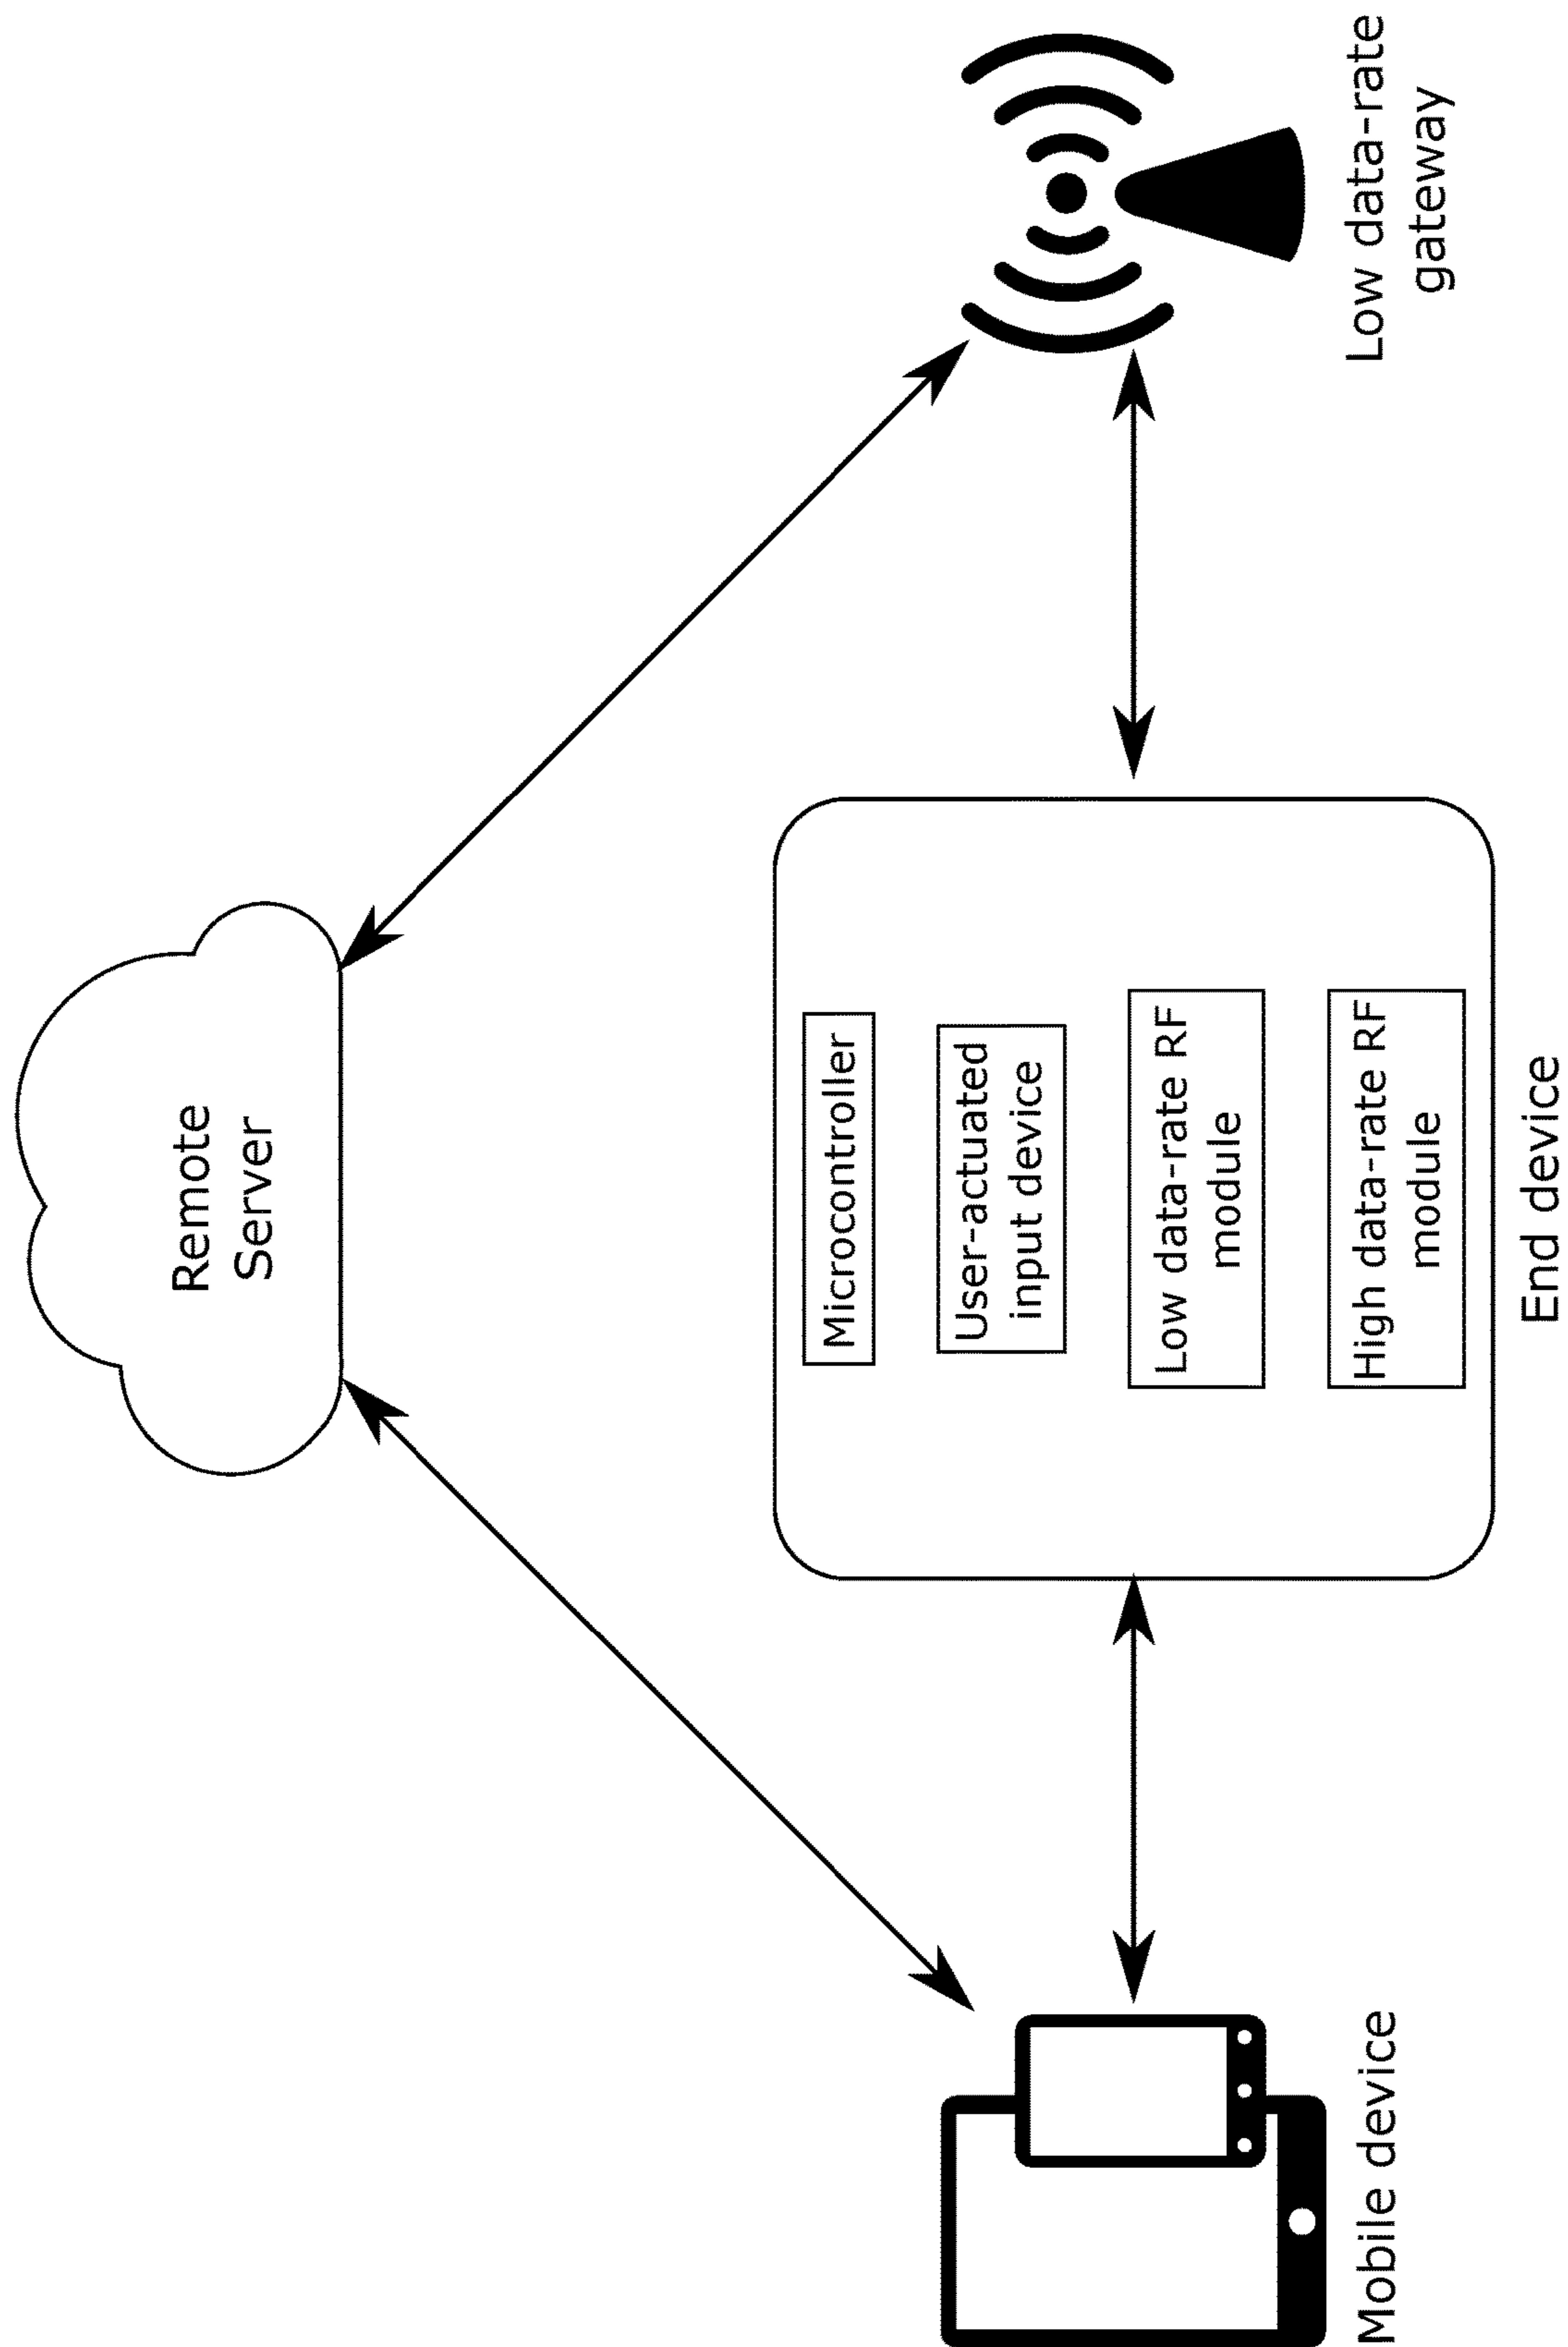 Remote
Server
Microcontroller
User-actuated
input device
Low data-rate RF
module
High data-rate RF
module
End device
Mobile device
Low data-rate
gateway